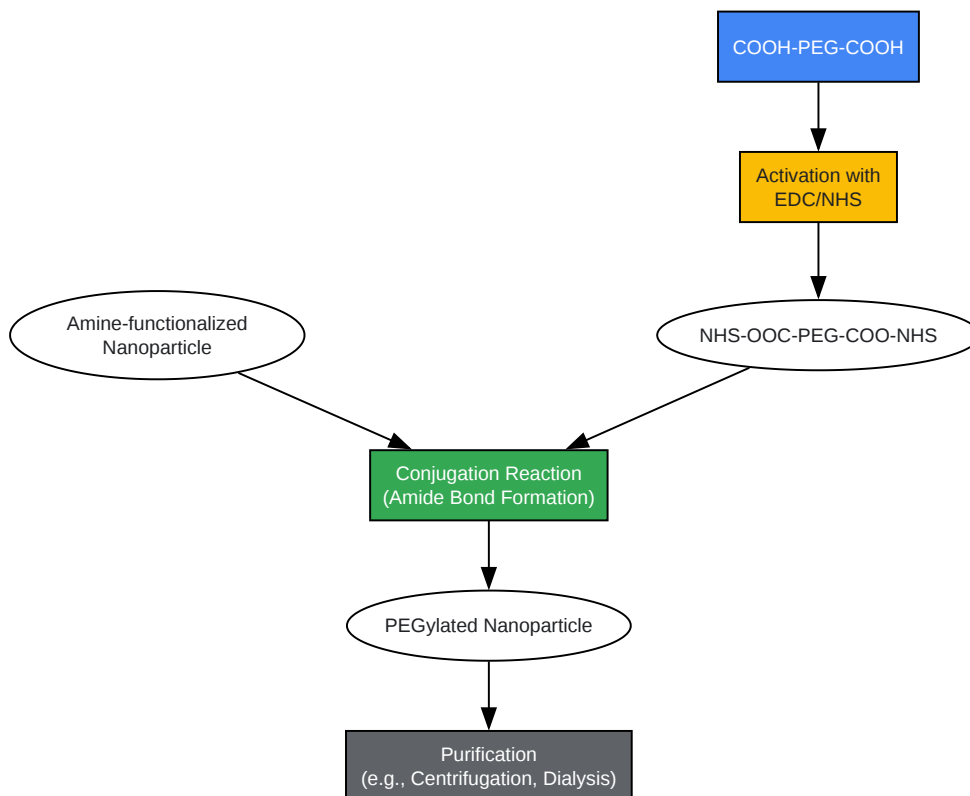 COOH-PEG-COOH
Activation with
EDC/NHS
Amine-functionalized
Nanoparticle
NHS-OOC-PEG-COO-NHS
Conjugation Reaction
(Amide Bond Formation)
PEGylated Nanoparticle
Purification
(e.g., Centrifugation, Dialysis)